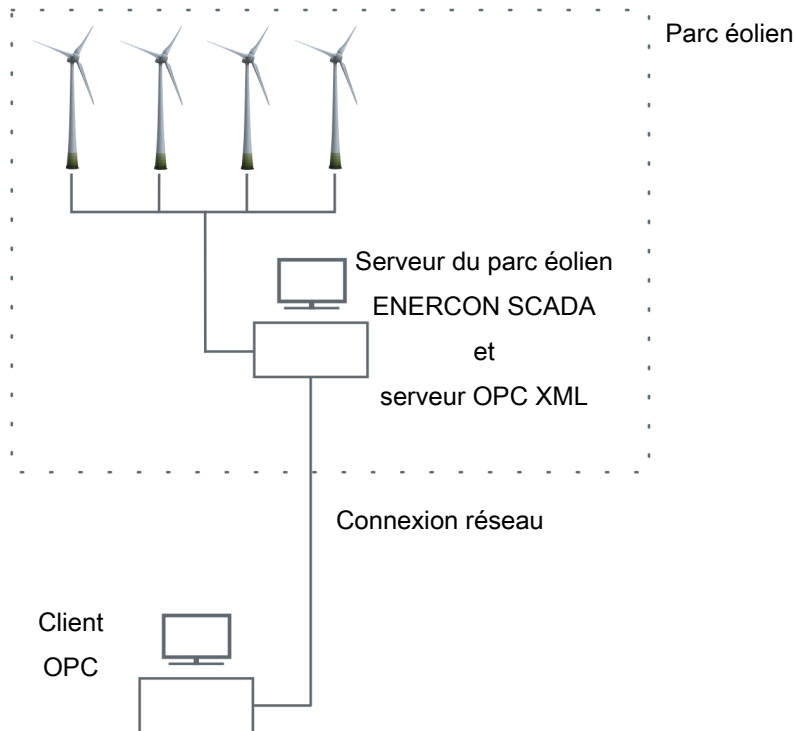 Parc éolien
Serveur du parc éolien
ENERCON SCADA
et
serveur OPC XML
Connexion réseau
Client
OPC